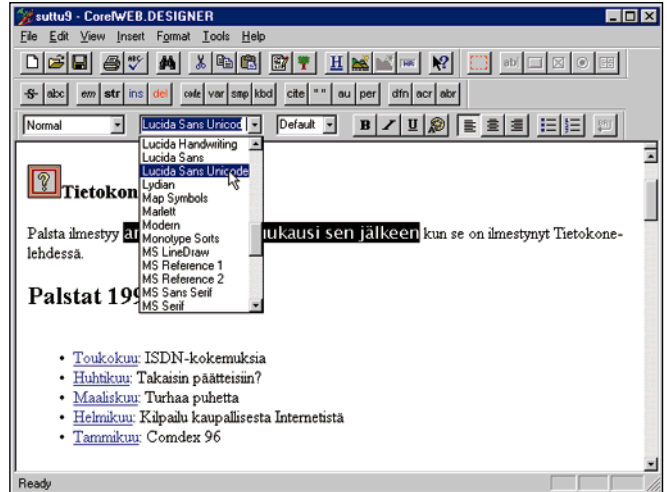 suttu9 - CorelWEB.DESIGNER
File Edit View Insert Format Tools Help
ABC
H
ab|
S abc em str ins del code var smp kbd cite " " au per dfn acr abr
Normal Lucida Sans Unicod Default B I U
Lucida Handwriting
Lucida Sans
Lucida Sans Unicode
Lydian
Map Symbols
Marlett
Modern
Monotype Sorts
MS LineDraw
MS Reference 1
MS Reference 2
MS Sans Serif
MS Serif
Tietokon
Palsta ilmestyy ukausi sen jälkeen kun se on ilmestynyt Tietokone-
lehdessä.
Palstat 199
• Toukokuu: ISDN-kokemuksia
• Huhtikuu: Takaisin päätteisiin?
• Maaliskuu: Turhaa puhetta
• Helmikuu: Kilpailu kaupallisesta Internetistä
• Tammikuu: Comdex 96
Ready